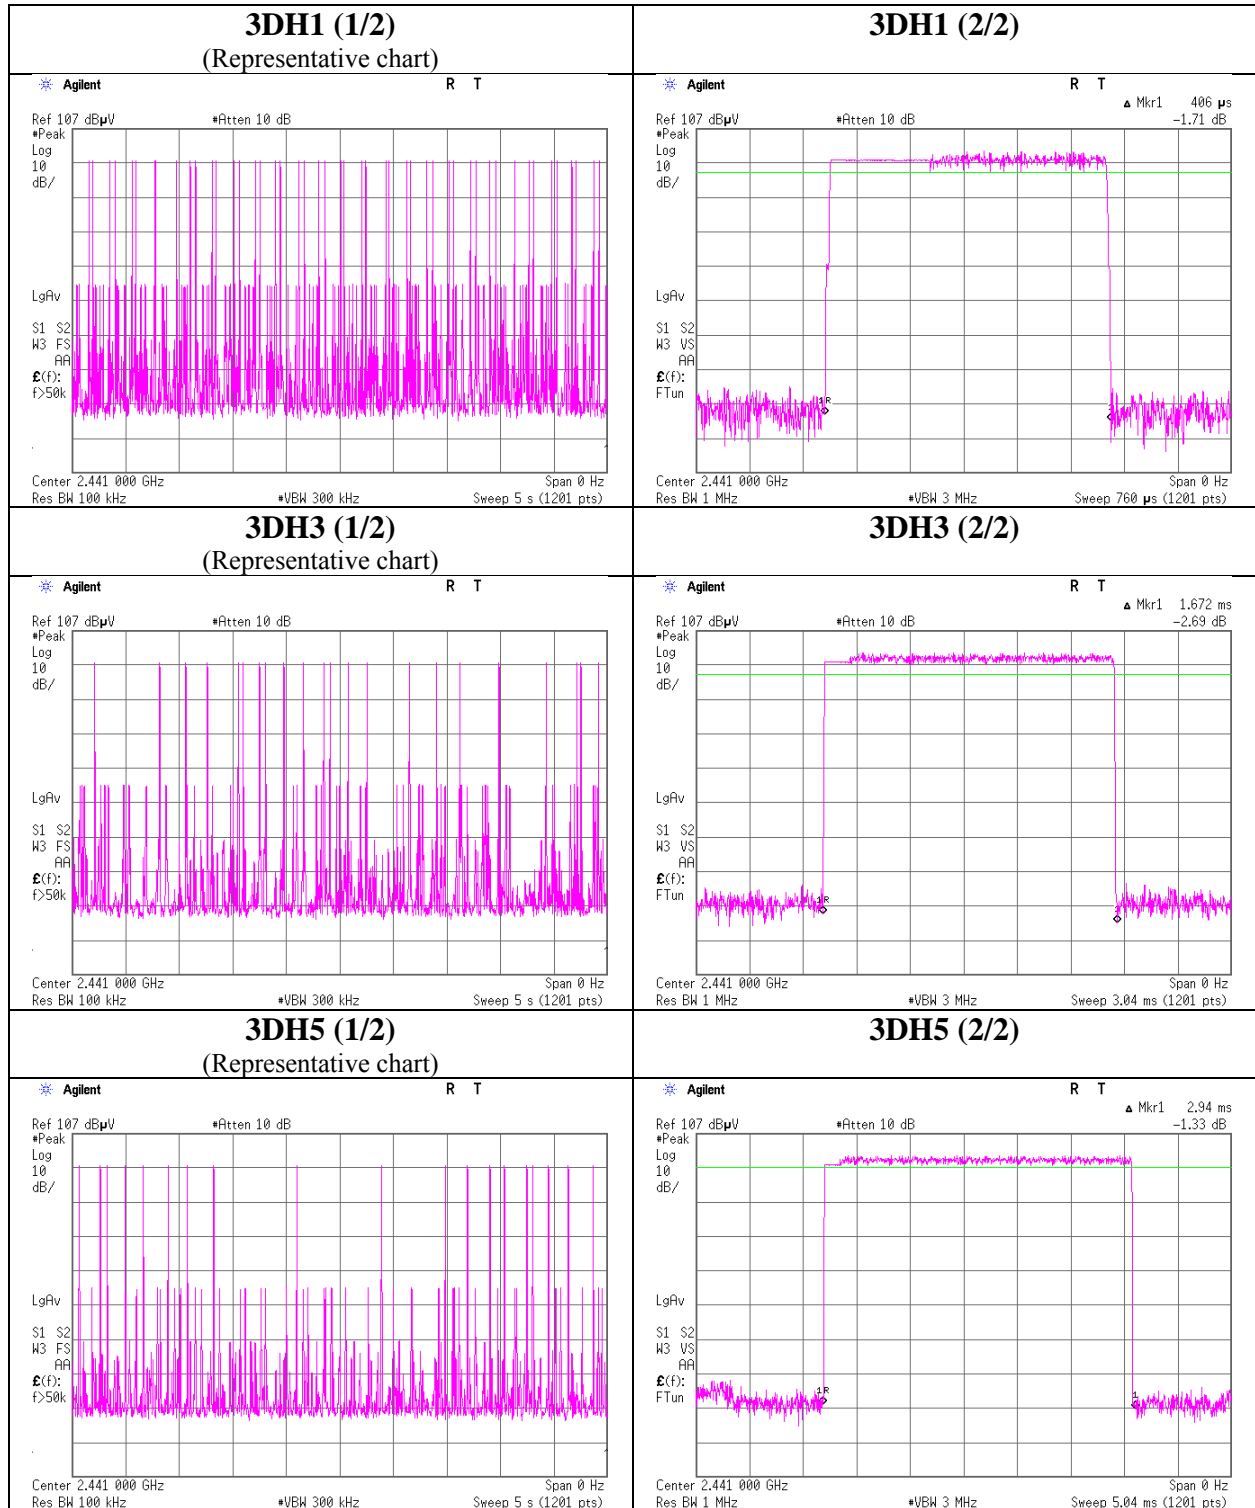 3DH1 (1/2)
(Representative chart)
3DH1 (2/2)
Agilent R T
Ref 107 dBµV #Atten 10 dB
#Peak
Log
10
dB/
LgAv
S1 S2
W3 FS
AA
£(f):
f>50k
Center 2.441 000 GHz Span 0 Hz
Res BW 100 kHz #VBW 300 kHz Sweep 5 s (1201 pts)
Agilent R T
Δ Mkr1 406 µs
Ref 107 dBµV #Atten 10 dB -1.71 dB
#Peak
Log
10
dB/
LgAv
S1 S2
W3 VS
AA
£(f):
FTun
1R
1
Center 2.441 000 GHz Span 0 Hz
Res BW 1 MHz #VBW 3 MHz Sweep 760 µs (1201 pts)
3DH3 (1/2)
(Representative chart)
3DH3 (2/2)
Agilent R T
Ref 107 dBµV #Atten 10 dB
#Peak
Log
10
dB/
LgAv
S1 S2
W3 FS
AA
£(f):
f>50k
Center 2.441 000 GHz Span 0 Hz
Res BW 100 kHz #VBW 300 kHz Sweep 5 s (1201 pts)
Agilent R T
Δ Mkr1 1.672 ms
Ref 107 dBµV #Atten 10 dB -2.69 dB
#Peak
Log
10
dB/
LgAv
S1 S2
W3 VS
AA
£(f):
FTun
1R
1
Center 2.441 000 GHz Span 0 Hz
Res BW 1 MHz #VBW 3 MHz Sweep 3.04 ms (1201 pts)
3DH5 (1/2)
(Representative chart)
3DH5 (2/2)
Agilent R T
Ref 107 dBµV #Atten 10 dB
#Peak
Log
10
dB/
LgAv
S1 S2
W3 FS
AA
£(f):
f>50k
Center 2.441 000 GHz Span 0 Hz
Res BW 100 kHz #VBW 300 kHz Sweep 5 s (1201 pts)
Agilent R T
Δ Mkr1 2.94 ms
Ref 107 dBµV #Atten 10 dB -1.33 dB
#Peak
Log
10
dB/
LgAv
S1 S2
W3 VS
AA
£(f):
FTun
1R
1
Center 2.441 000 GHz Span 0 Hz
Res BW 1 MHz #VBW 3 MHz Sweep 5.04 ms (1201 pts)